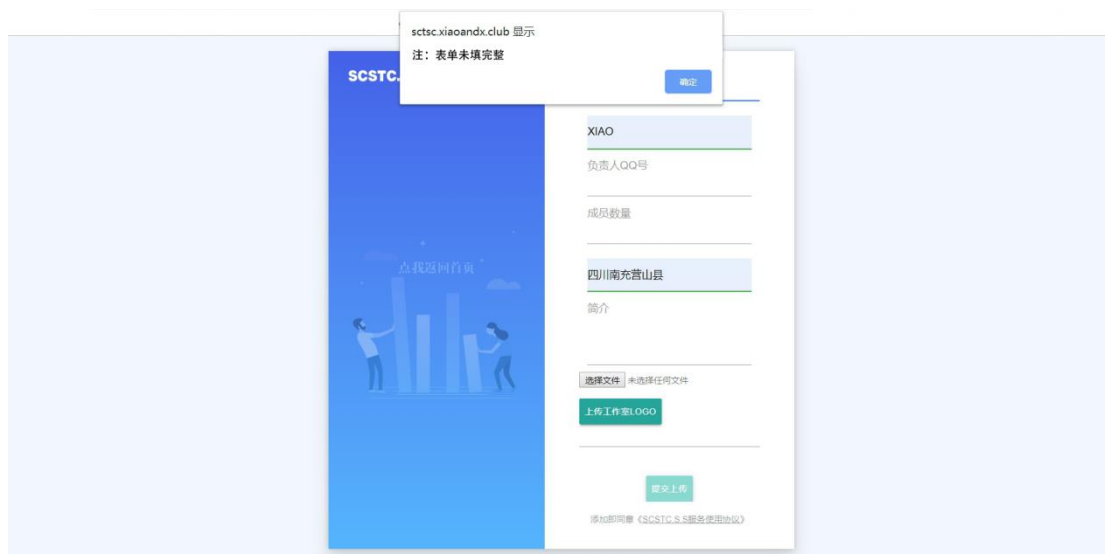 sctsc.xiaoandx.club 显示
注：表单未填完整
确定
SCSTC.
点我返回首页
XIAO
负责人QQ号
成员数量
四川南充营山县
简介
选择文件 未选择任何文件
上传工作室LOGO
提交上传
添加即同意《SCSTC.S.S服务使用协议》